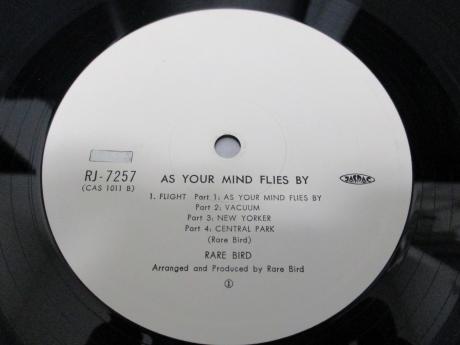 RJ-7257
(CAS 1011 B)
AS YOUR MIND FLIES BY
1. FLIGHT Part 1: AS YOUR MIND FLIES BY
Part 2: VACUUM
Part 3: NEW YORKER
Part 4: CENTRAL PARK
(Rare Bird)
RARE BIRD
Arranged and Produced by Rare Bird
①